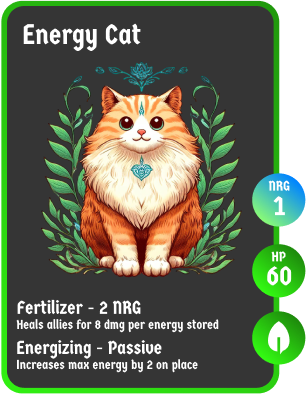 Energy Cat
NRG
1
HP
60
Fertilizer - 2 NRG
Heals allies for 8 dmg per energy stored
Energizing - Passive
Increases max energy by 2 on place